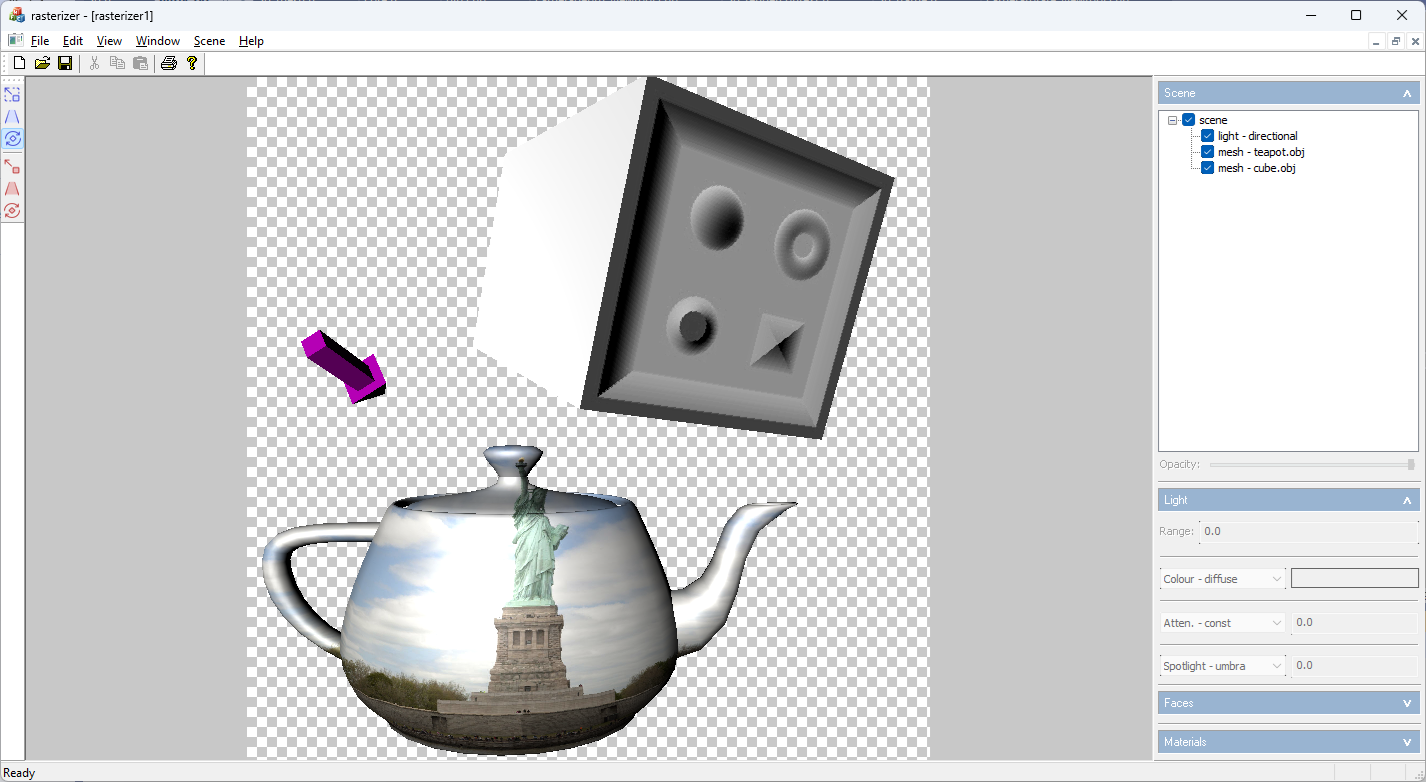 rasterizer - [rasterizer1]
File Edit View Window Scene Help
Scene
scene
light - directional
mesh - teapot.obj
mesh - cube.obj
Opacity:
Light
Range: 0.0
Colour - diffuse
Atten. - const 0.0
Spotlight - umbra 0.0
Faces
Materials
Ready